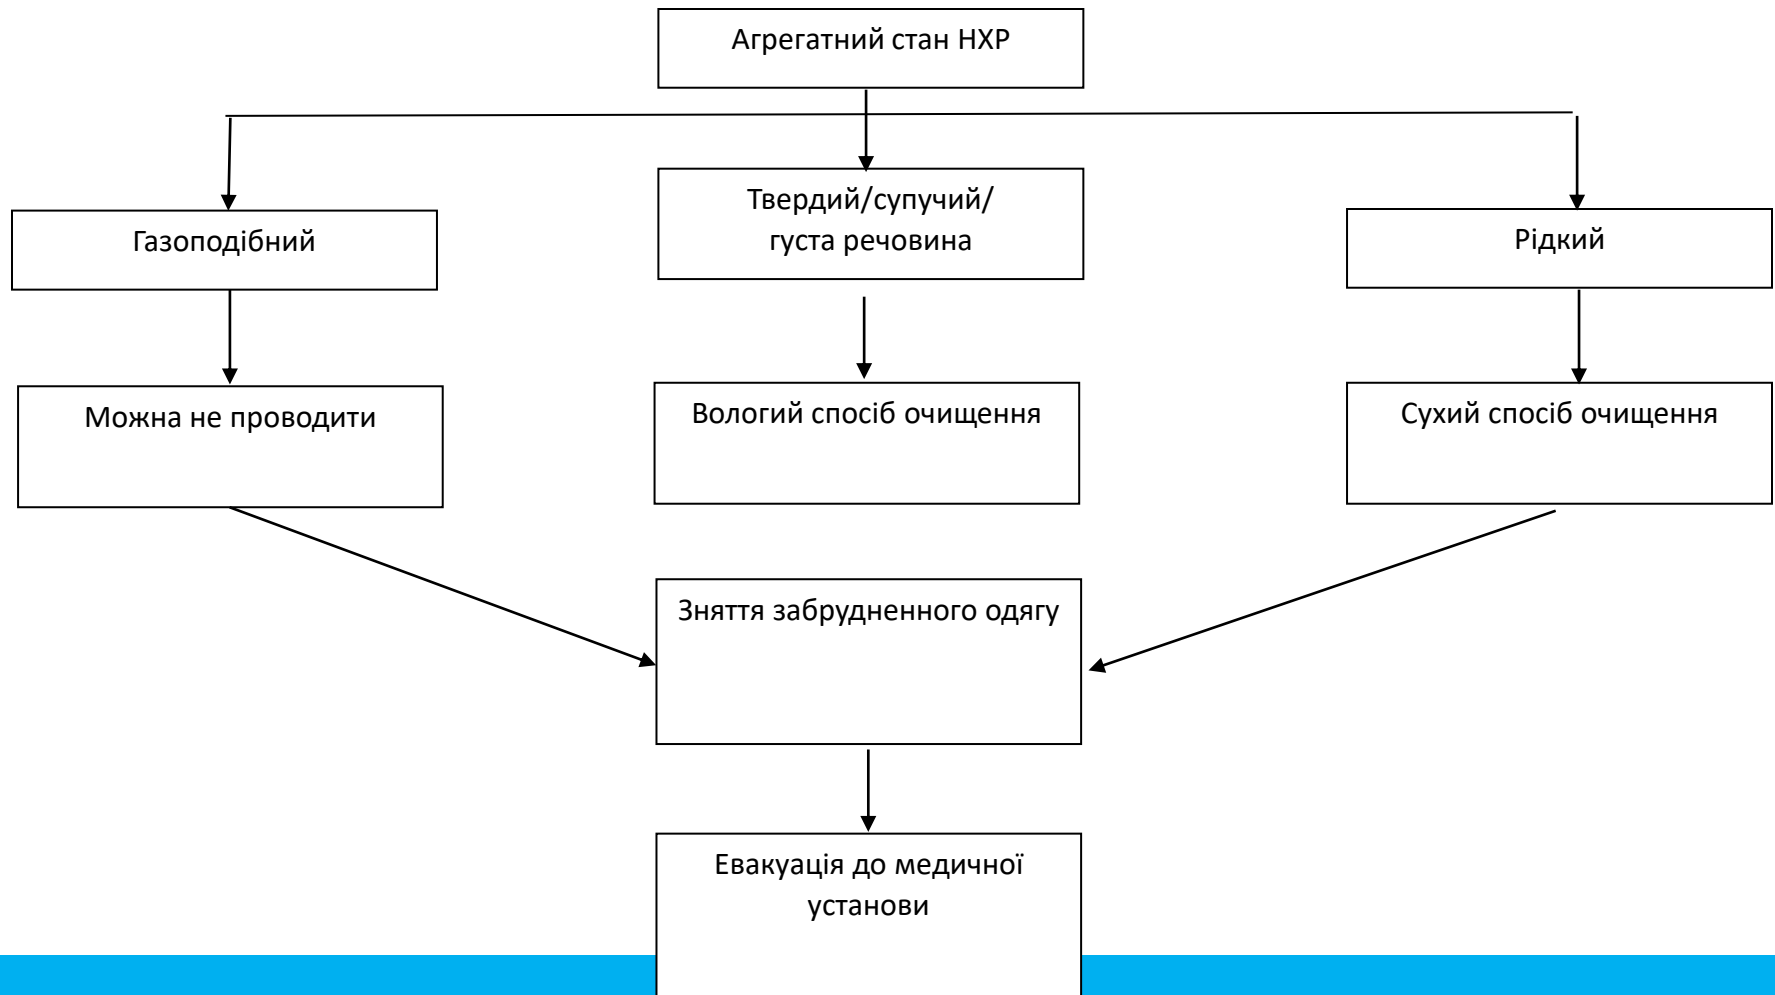 Агрегатний стан НХР
Газоподібний
Твердий/супучий/
густа речовина
Рідкий
Можна не проводити
Вологий спосіб очищення
Сухий спосіб очищення
Зняття забрудненного одягу
Евакуація до медичної
установи